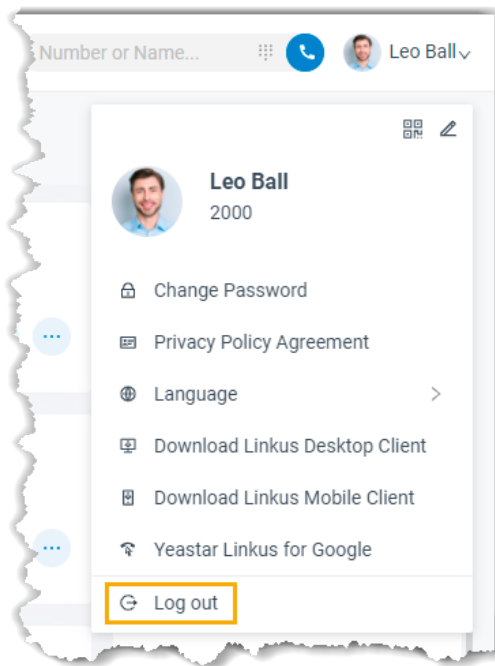 Number or Name...
Leo Ball
Leo Ball
2000
Change Password
Privacy Policy Agreement
Language
Download Linkus Desktop Client
Download Linkus Mobile Client
Yeastar Linkus for Google
Log out